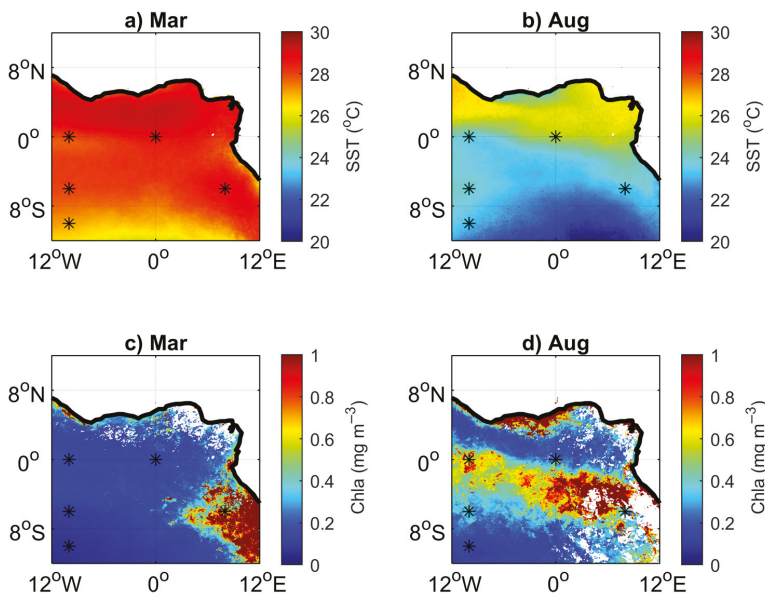 a) Mar
b) Aug
8°N
0°
8°S
12°W 0° 12°E
30
28
26
24
22
20
SST (°C)
8°N
0°
8°S
12°W 0° 12°E
30
28
26
24
22
20
SST (°C)
c) Mar
d) Aug
8°N
0°
8°S
12°W 0° 12°E
1
0.8
0.6
0.4
0.2
0
Chla (mg m⁻³)
8°N
0°
8°S
12°W 0° 12°E
1
0.8
0.6
0.4
0.2
0
Chla (mg m⁻³)